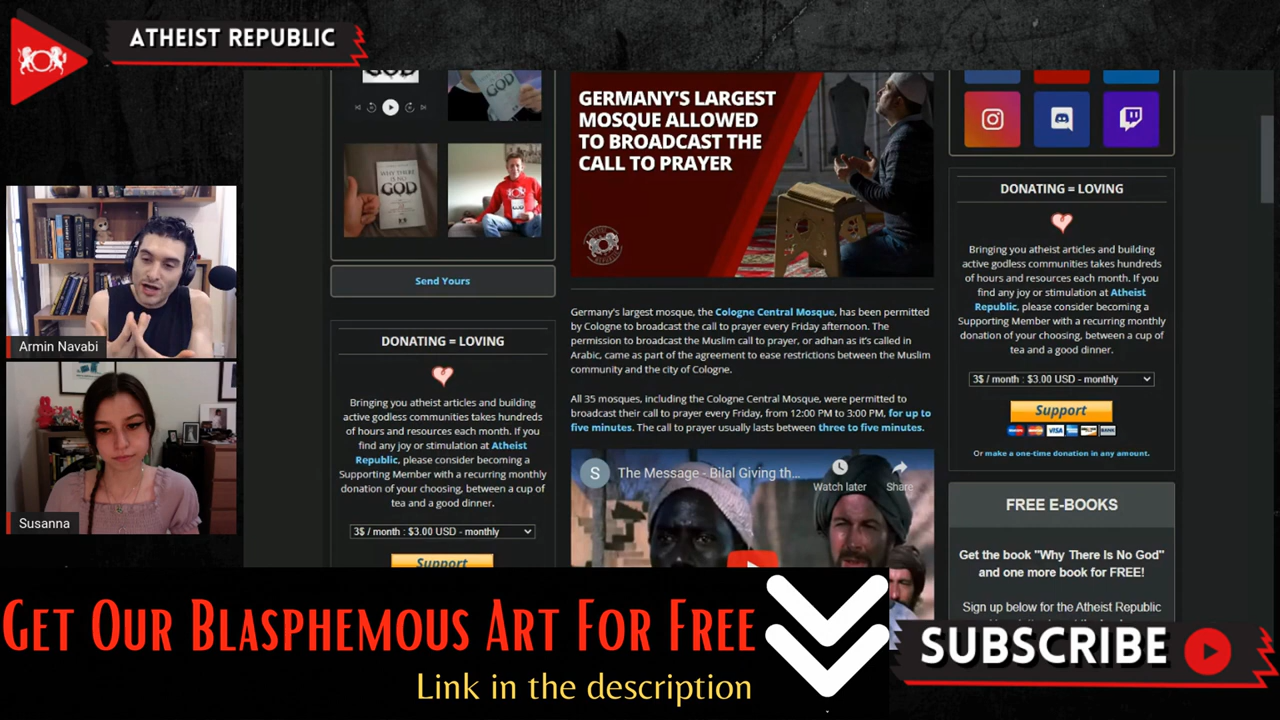 ATHEIST REPUBLIC
Armin Navabi
Susanna
GOD
GOD
WHY THERE
IS NO
GOD
Send Yours
DONATING = LOVING
Bringing you atheist articles and building
active godless communities takes hundreds
of hours and resources each month. If you
find any joy or stimulation at Atheist
Republic, please consider becoming a
Supporting Member with a recurring monthly
donation of your choosing, between a cup of
tea and a good dinner.
3$ / month : $3.00 USD - monthly
Support
GERMANY'S LARGEST
MOSQUE ALLOWED
TO BROADCAST THE
CALL TO PRAYER
Germany's largest mosque, the Cologne Central Mosque, has been permitted
by Cologne to broadcast the call to prayer every Friday afternoon. The
permission to broadcast the Muslim call to prayer, or adhan as it's called in
Arabic, came as part of the agreement to ease restrictions between the Muslim
community and the city of Cologne.
All 35 mosques, including the Cologne Central Mosque, were permitted to
broadcast their call to prayer every Friday, from 12:00 PM to 3:00 PM, for up to
five minutes. The call to prayer usually lasts between three to five minutes.
S
The Message - Bilal Giving th...
Watch later
Share
DONATING = LOVING
Bringing you atheist articles and building
active godless communities takes hundreds
of hours and resources each month. If you
find any joy or stimulation at Atheist
Republic, please consider becoming a
Supporting Member with a recurring monthly
donation of your choosing, between a cup of
tea and a good dinner.
3$ / month : $3.00 USD - monthly
Support
VISA
BANK
Or make a one-time donation in any amount.
FREE E-BOOKS
Get the book "Why There Is No God"
and one more book for FREE!
Sign up below for the Atheist Republic
GET OUR BLASPHEMOUS ART FOR FREE
Link in the description
SUBSCRIBE